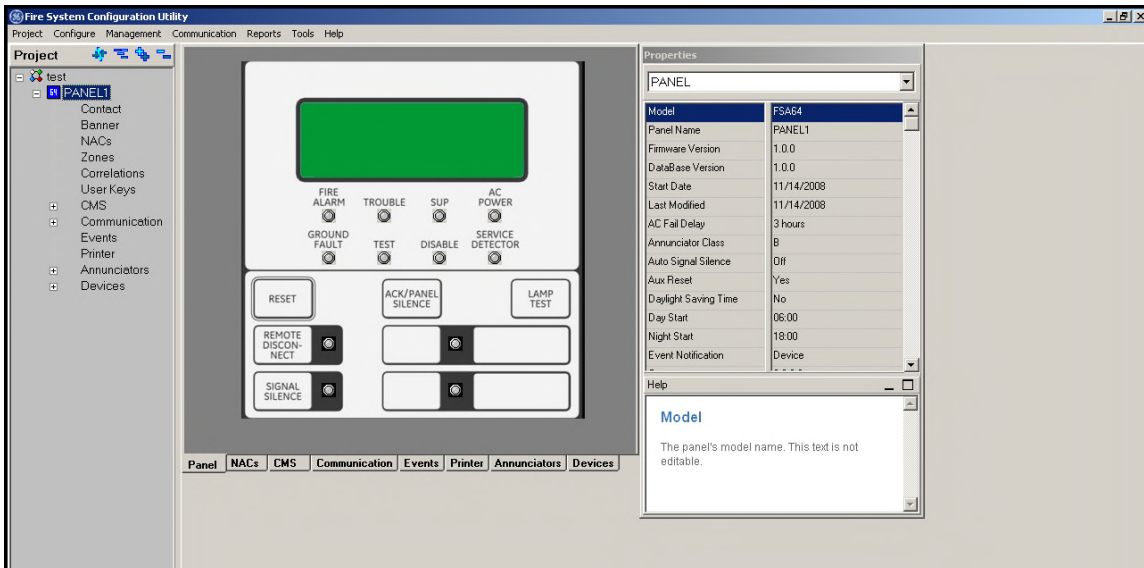 Fire System Configuration Utility
Project Configure Management Communication Reports Tools Help
Project
test
64 PANEL1
Contact
Banner
NACs
Zones
Correlations
User Keys
CMS
Communication
Events
Printer
Annunciators
Devices
FIRE ALARM TROUBLE SUP AC POWER
GROUND FAULT TEST DISABLE SERVICE DETECTOR
RESET ACK/PANEL SILENCE LAMP TEST
REMOTE DISCON-NECT
SIGNAL SILENCE
Panel NACs CMS Communication Events Printer Annunciators Devices
Properties
PANEL
Model FSA64
Panel Name PANEL1
Firmware Version 1.0.0
DataBase Version 1.0.0
Start Date 11/14/2008
Last Modified 11/14/2008
AC Fail Delay 3 hours
Annunciator Class B
Auto Signal Silence Off
Aux Reset Yes
Daylight Saving Time No
Day Start 06:00
Night Start 18:00
Event Notification Device
Help
Model
The panel's model name. This text is not
editable.